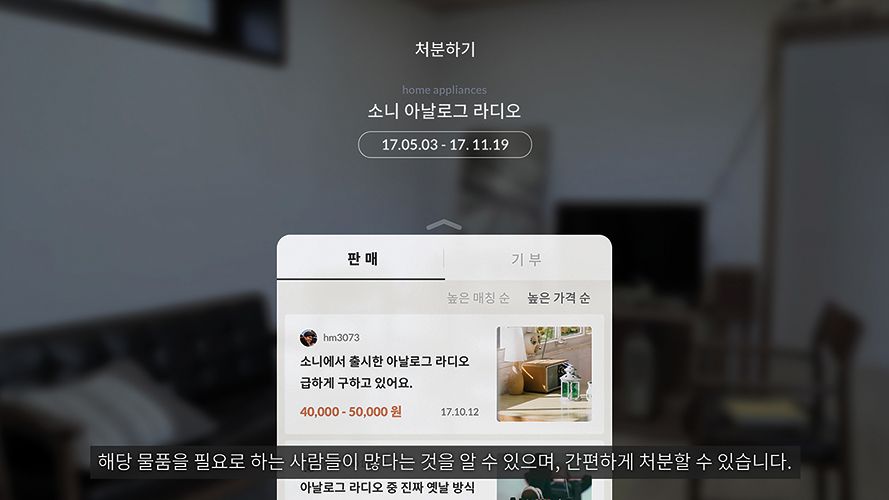 처분하기
home appliances
소니 아날로그 라디오
17.05.03 - 17. 11.19
판 매
기 부
높은 매칭 순
높은 가격 순
hm3073
소니에서 출시한 아날로그 라디오
급하게 구하고 있어요.
40,000 - 50,000 원
17.10.12
해당 물품을 필요로 하는 사람들이 많다는 것을 알 수 있으며, 간편하게 처분할 수 있습니다.
아날로그 라디오 중 진짜 옛날 방식